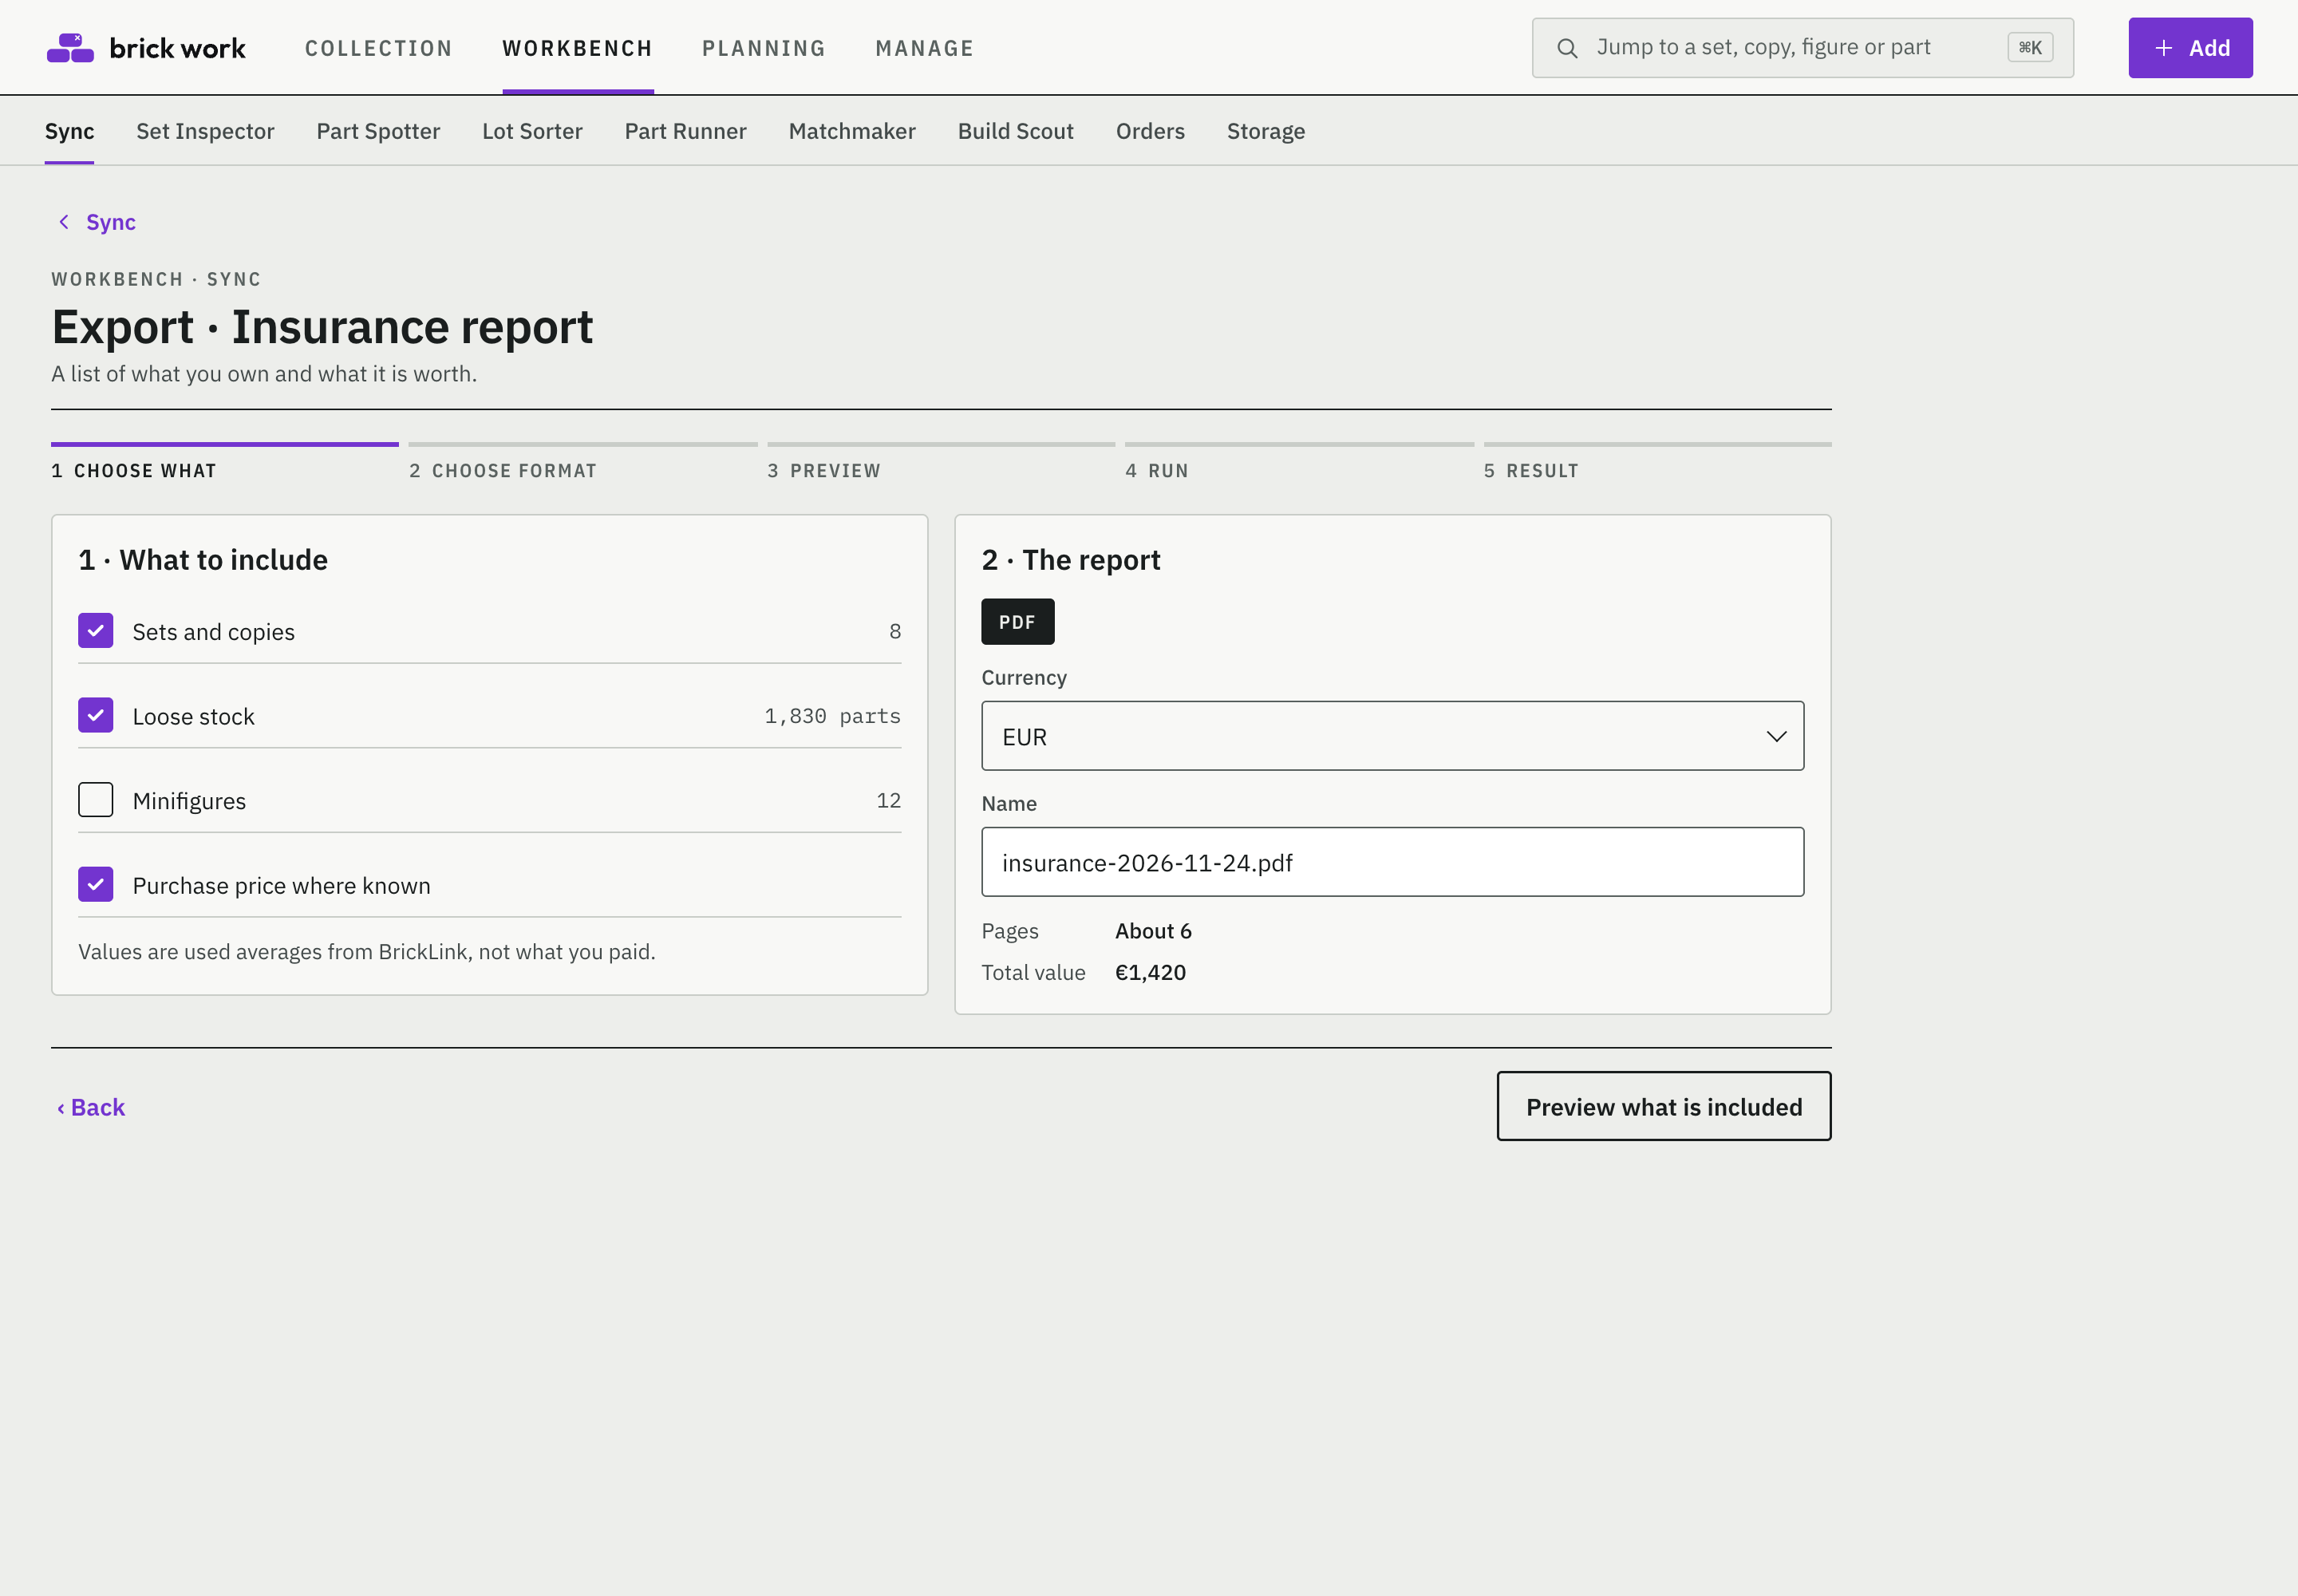 brick work
COLLECTION
WORKBENCH
PLANNING
MANAGE
Jump to a set, copy, figure or part
⌘K
+ Add
Sync
Set Inspector
Part Spotter
Lot Sorter
Part Runner
Matchmaker
Build Scout
Orders
Storage
‹ Sync
WORKBENCH · SYNC
Export · Insurance report
A list of what you own and what it is worth.
1 CHOOSE WHAT
2 CHOOSE FORMAT
3 PREVIEW
4 RUN
5 RESULT
1 · What to include
Sets and copies 8
Loose stock 1,830 parts
Minifigures 12
Purchase price where known
Values are used averages from BrickLink, not what you paid.
2 · The report
PDF
Currency
EUR
Name
insurance-2026-11-24.pdf
Pages About 6
Total value €1,420
‹ Back
Preview what is included